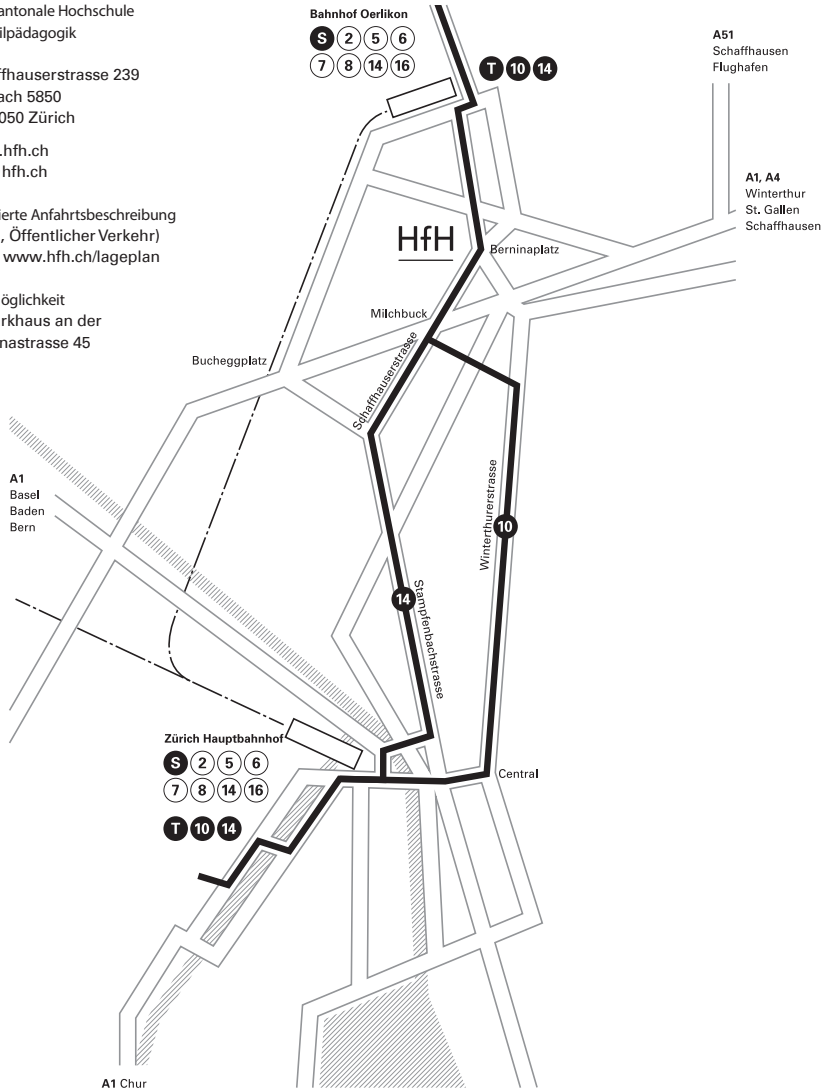 antonale Hochschule
ilpädagogik
ffhauserstrasse 239
ach 5850
050 Zürich
.hfh.ch
hfh.ch
ierte Anfahrtsbeschreibung
, Öffentlicher Verkehr)
www.hfh.ch/lageplan
öglichkeit
rkhaus an der
nastrasse 45
Bahnhof Oerlikon
S 2 5 6
7 8 14 16
T 10 14
A51
Schaffhausen
Flughafen
A1, A4
Winterthur
St. Gallen
Schaffhausen
HfH
Berninaplatz
Milchbuck
Schaffhauserstrasse
Bucheggplatz
A1
Basel
Baden
Bern
Winterthurerstrasse
10
14
Stampfenbachstrasse
Zürich Hauptbahnhof
S 2 5 6
7 8 14 16
T 10 14
Central
A1 Chur